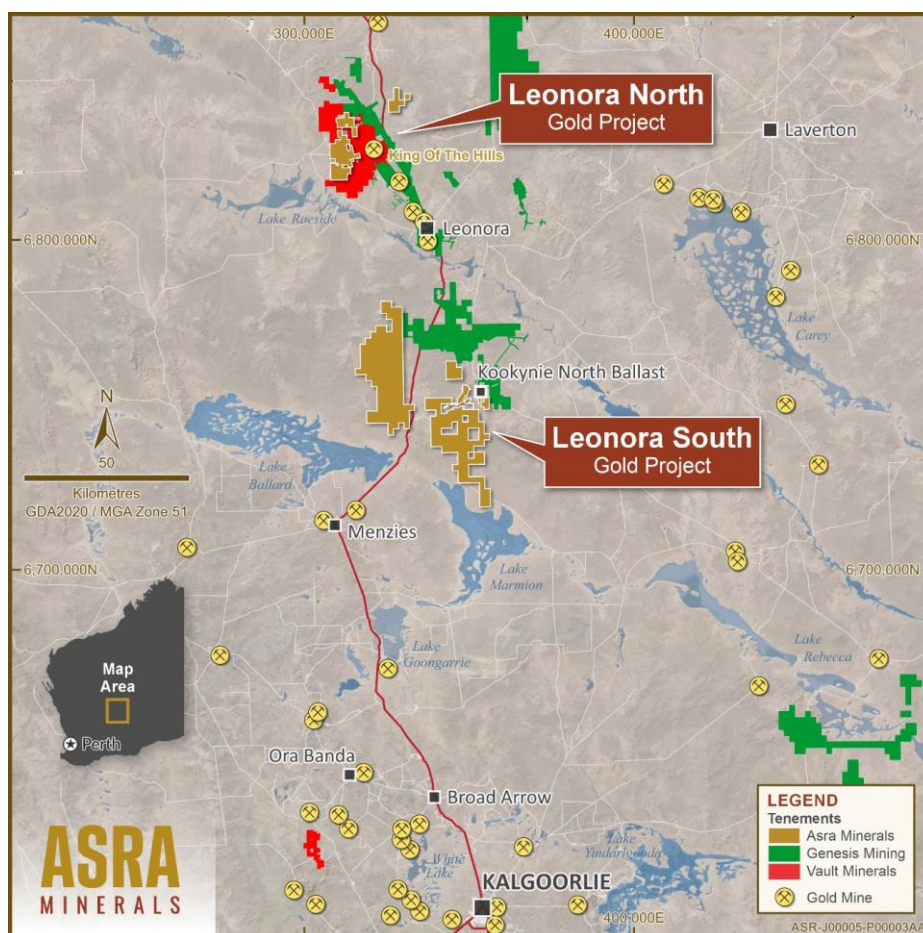 300,000E
400,000E
Leonora North
Gold Project
Laverton
King Of The Hills
Lake Raeside
Leonora
6,800,000N
6,800,000N
Lake
Carey
Kookynie North Ballast
N
50
Kilometres
GDA2020 / MGA Zone 51
Leonora South
Gold Project
Lake
Ballard
Menzies
Lake
Marmion
6,700,000N
6,700,000N
Lake
Goongarrie
Lake
Rebecca
Map
Area
Perth
Ora Banda
Broad Arrow
LEGEND
Tenements
Asra Minerals
Genesis Mining
Vault Minerals
Gold Mine
Lake
Yindarlgooda
White
Lake
KALGOORLIE
ASRA
MINERALS
400,000E
300,000E